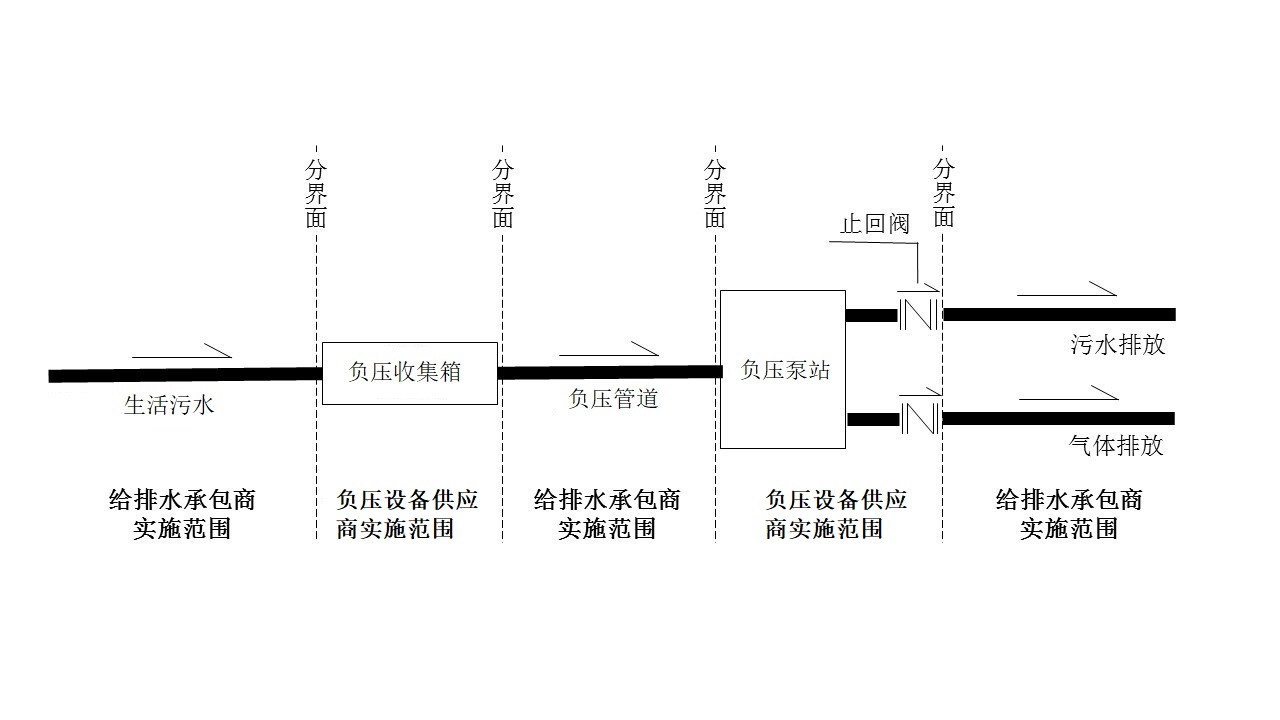 分界面
分界面
分界面
分界面
止回阀
生活污水
负压收集箱
负压管道
负压泵站
污水排放
气体排放
给排水承包商
实施范围
负压设备供应
商实施范围
给排水承包商
实施范围
负压设备供应
商实施范围
给排水承包商
实施范围